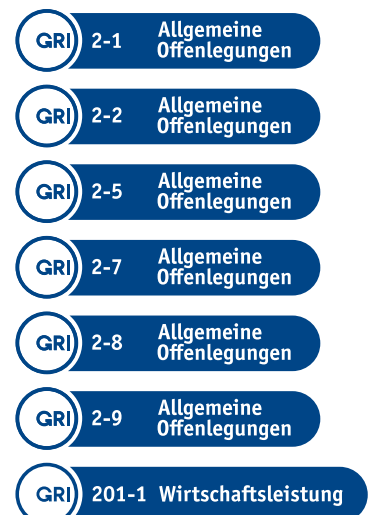 GRI 2-1 Allgemeine
Offenlegungen
GRI 2-2 Allgemeine
Offenlegungen
GRI 2-5 Allgemeine
Offenlegungen
GRI 2-7 Allgemeine
Offenlegungen
GRI 2-8 Allgemeine
Offenlegungen
GRI 2-9 Allgemeine
Offenlegungen
GRI 201-1 Wirtschaftsleistung